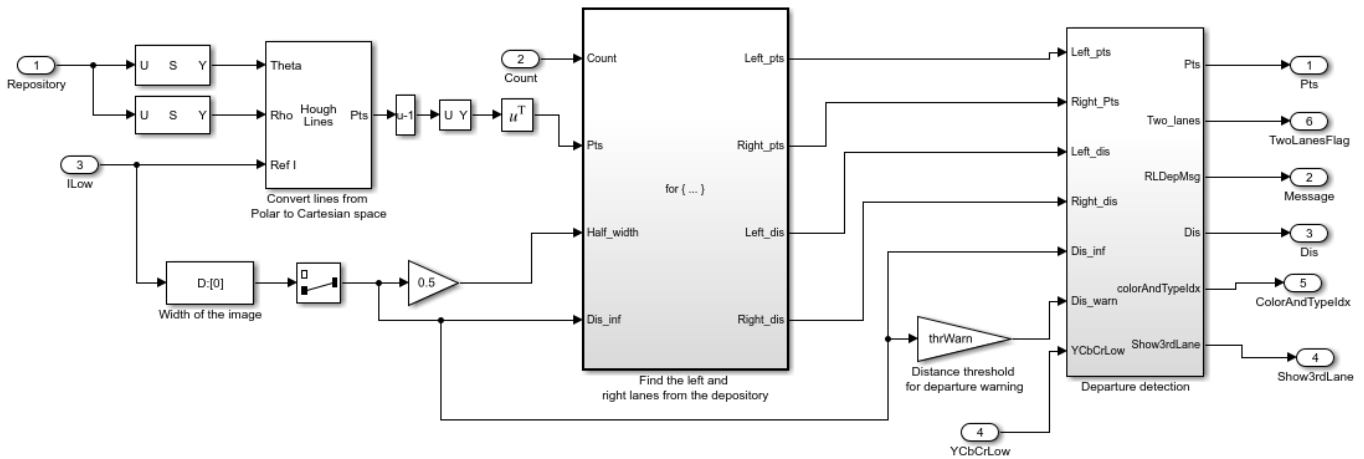 1
Repository
U S Y
U S Y
3
ILow
Theta
Rho
Ref I
Hough
Lines
Pts
Convert lines from
Polar to Cartesian space
u-1
U Y
uT
D:[0]
Width of the image
0.5
2
Count
Count
Pts
Half_width
Dis_inf
for { ... }
Left_pts
Right_pts
Left_dis
Right_dis
Find the left and
right lanes from the depository
thrWarn
Distance threshold
for departure warning
4
YCbCrLow
Left_pts
Right_Pts
Left_dis
Right_dis
Dis_inf
Dis_warn
YCbCrLow
Pts
Two_lanes
RLDepMsg
Dis
colorAndTypeIdx
Show3rdLane
Departure detection
1
Pts
6
TwoLanesFlag
2
Message
3
Dis
5
ColorAndTypeIdx
4
Show3rdLane